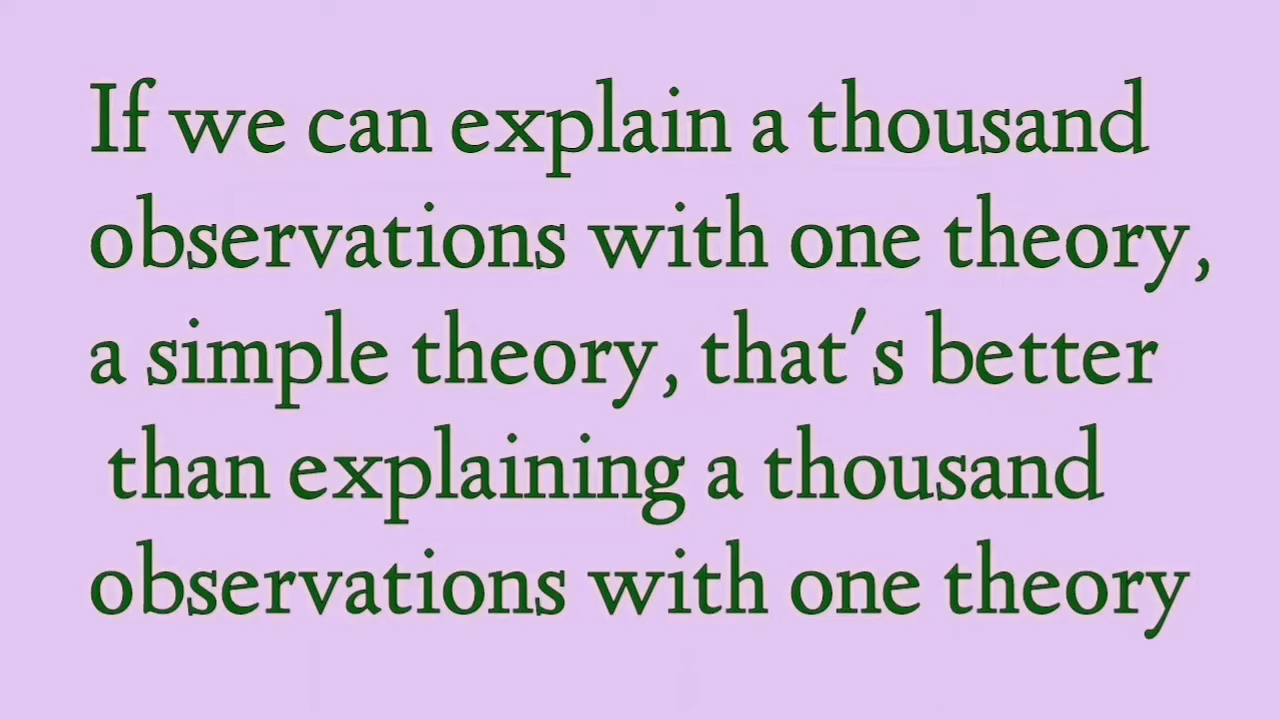 If we can explain a thousand
observations with one theory,
a simple theory, that's better
than explaining a thousand
observations with one theory